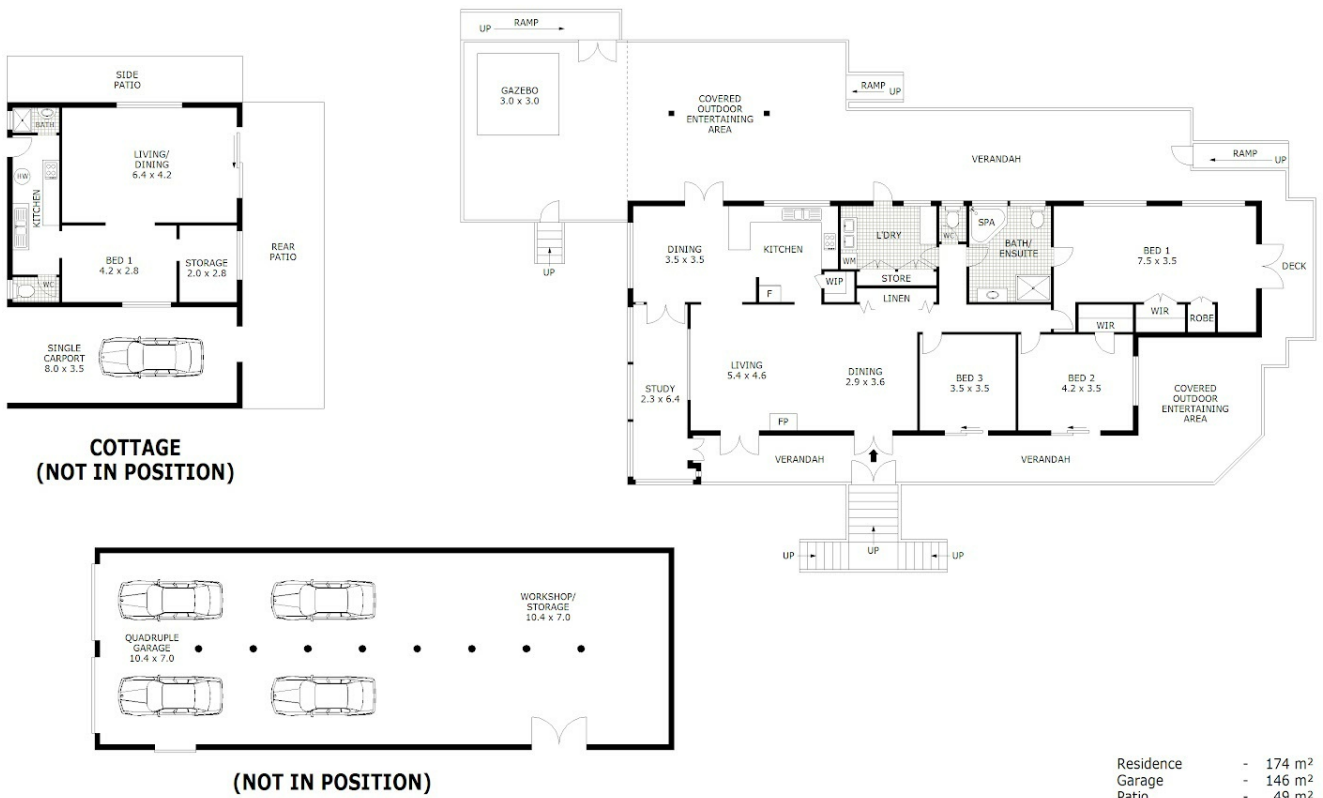 UP
RAMP
SIDE
PATIO
BATH
LIVING/
DINING
6.4 x 4.2
HW
KITCHEN
BED 1
4.2 x 2.8
STORAGE
2.0 x 2.8
WC
REAR
PATIO
SINGLE
CARPORT
8.0 x 3.5
COTTAGE
(NOT IN POSITION)
GAZEBO
3.0 x 3.0
COVERED
OUTDOOR
ENTERTAINING
AREA
RAMP
UP
VERANDAH
RAMP
UP
UP
DINING
3.5 x 3.5
KITCHEN
F
WIP
L'DRY
WM
STORE
LINEN
WC
SPA
BATH/
ENSUITE
BED 1
7.5 x 3.5
DECK
WIR
WIR
ROBE
STUDY
2.3 x 6.4
LIVING
5.4 x 4.6
DINING
2.9 x 3.6
FP
BED 3
3.5 x 3.5
BED 2
4.2 x 3.5
COVERED
OUTDOOR
ENTERTAINING
AREA
VERANDAH
VERANDAH
UP
UP
UP
QUADRUPLE
GARAGE
10.4 x 7.0
WORKSHOP/
STORAGE
10.4 x 7.0
(NOT IN POSITION)
Residence - 174 m²
Garage - 146 m²
Patio - 49 m²